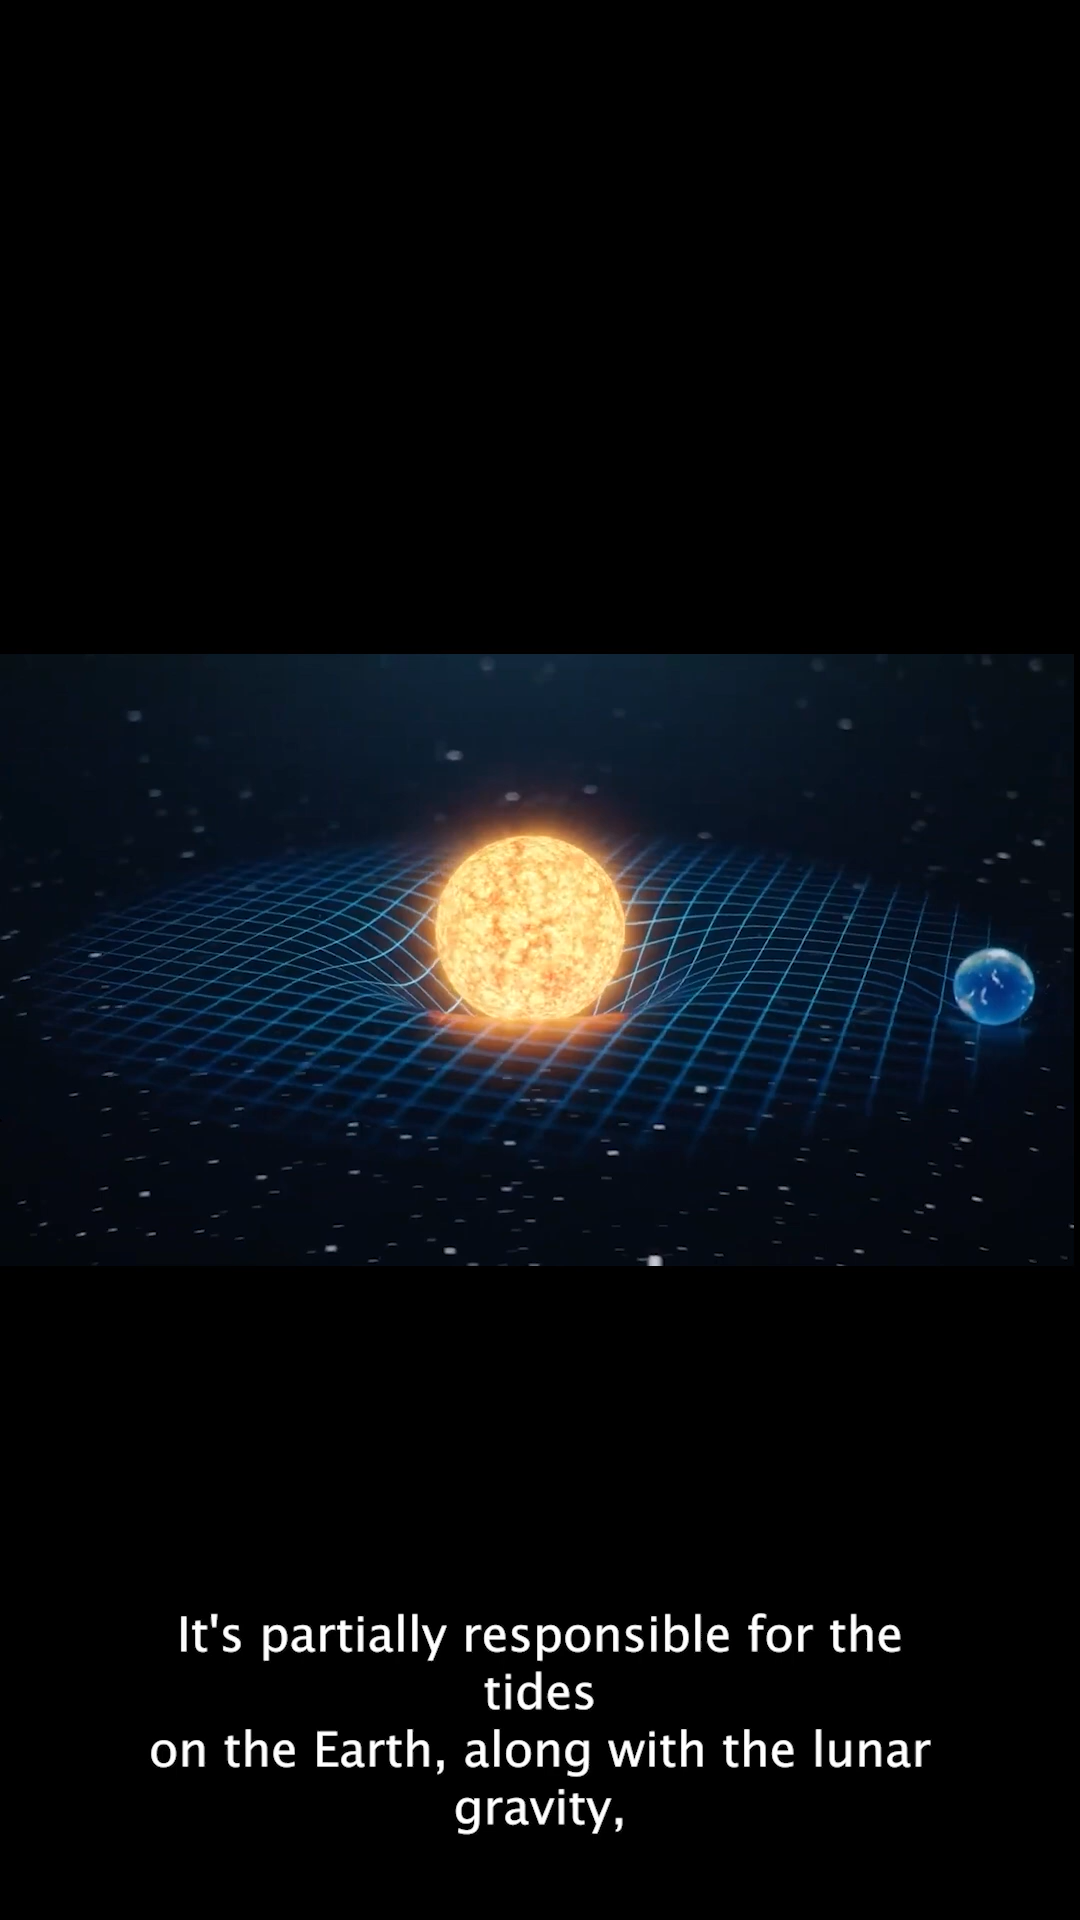 It's partially responsible for the
tides
on the Earth, along with the lunar
gravity,